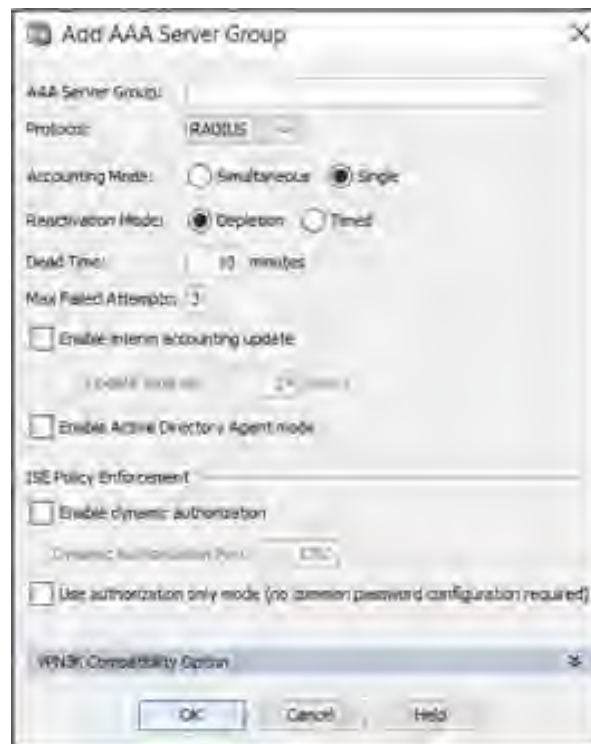 Add AAA Server Group
AAA Server Group:
Protocol: RADIUS
Accounting Mode: Simultaneous Single
Reactivation Mode: Depletion Timed
Dead Time: 10 minutes
Max Failed Attempts: 3
Enable interim accounting update
Update Interval: 24
Enable Active Directory Agent mode
ISE Policy Enforcement
Enable dynamic authorization
Dynamic Authorization Port:
Use authorization only mode (no common password configuration required)
VPN3K Compatibility Option
OK Cancel Help